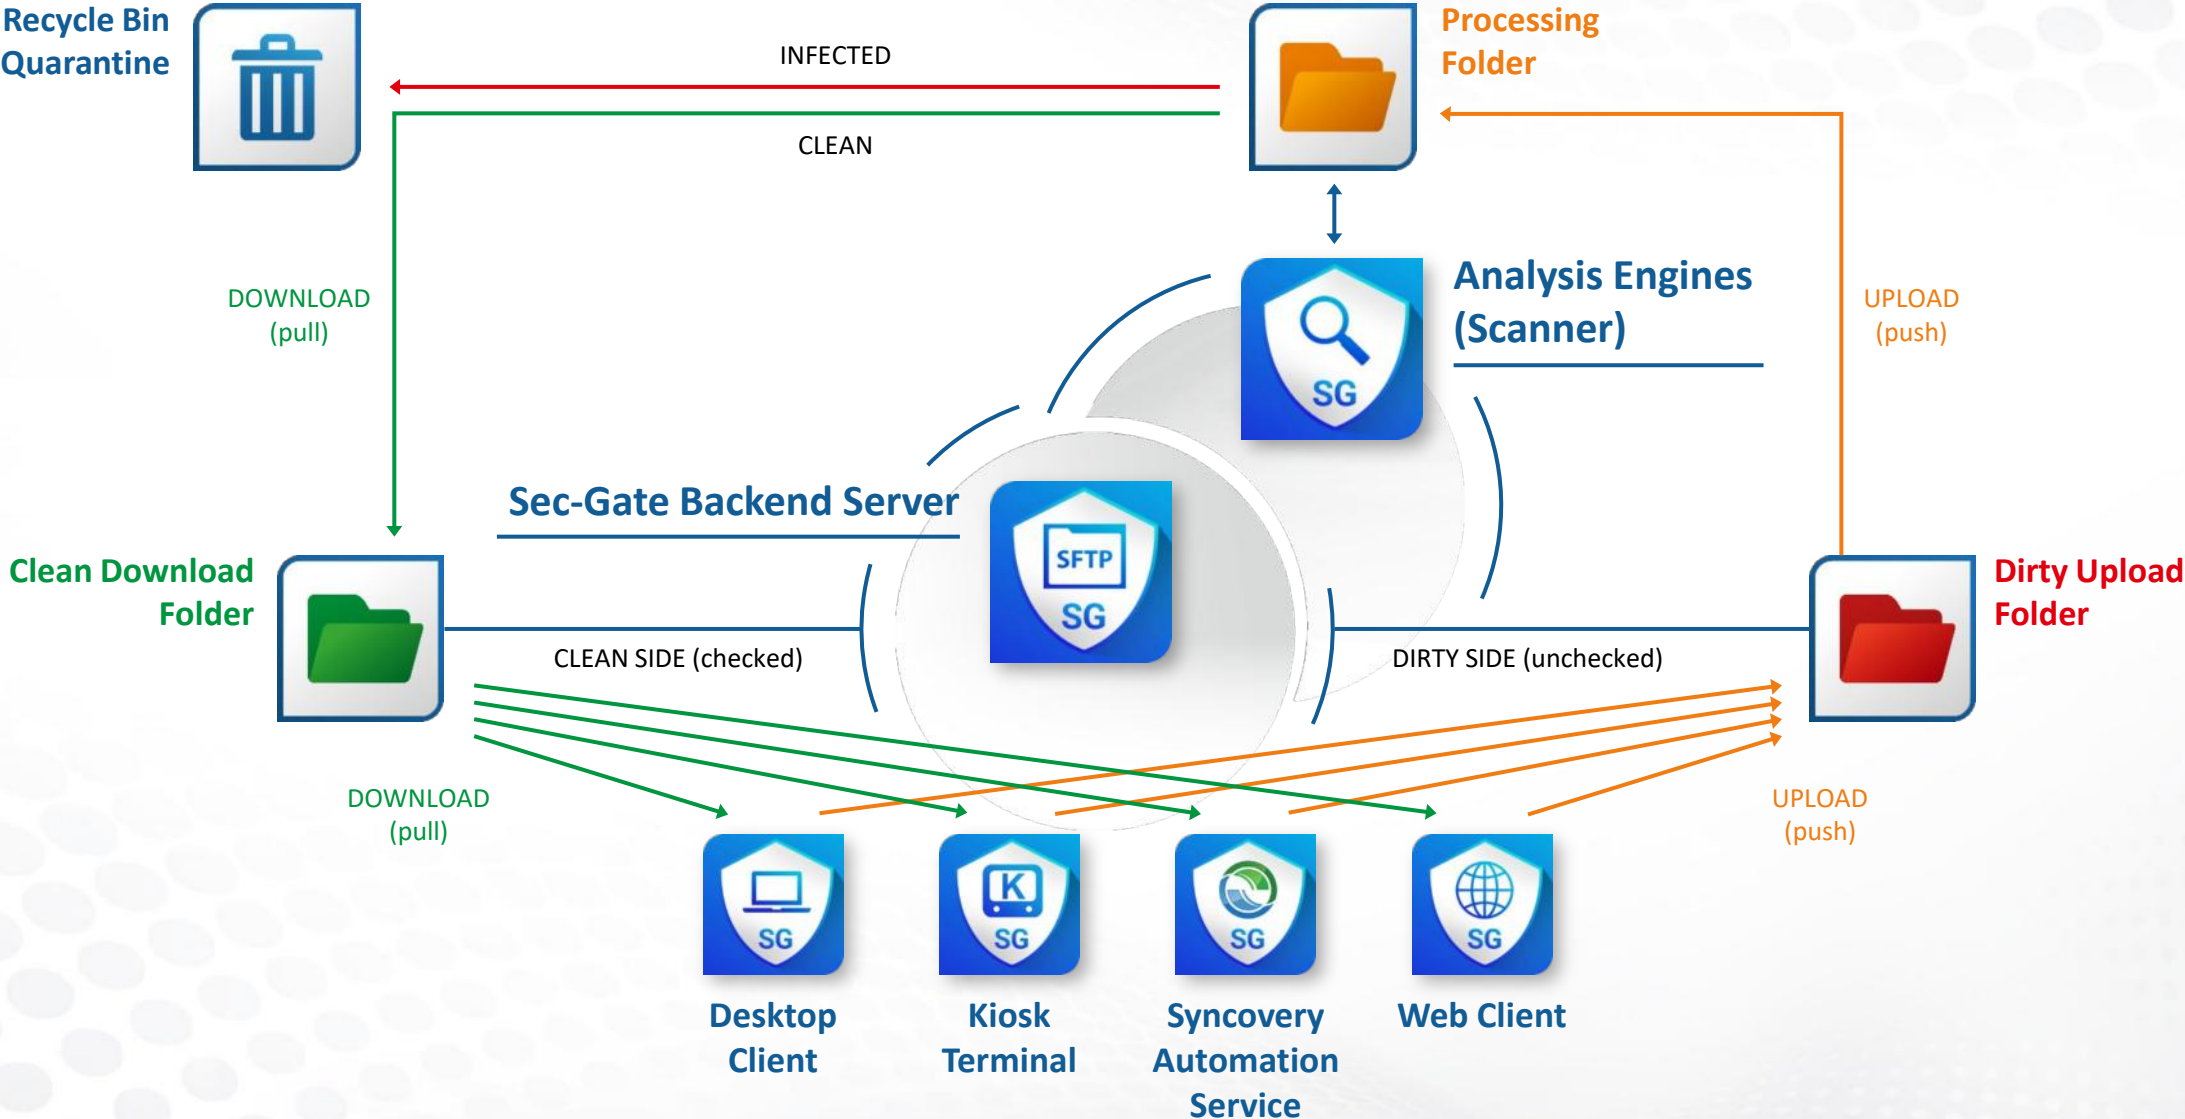 Recycle Bin
Quarantine
INFECTED
CLEAN
Processing
Folder
DOWNLOAD
(pull)
SG
Analysis Engines
(Scanner)
UPLOAD
(push)
Sec-Gate Backend Server
SFTP
SG
Clean Download
Folder
CLEAN SIDE (checked)
DIRTY SIDE (unchecked)
Dirty Upload
Folder
DOWNLOAD
(pull)
UPLOAD
(push)
SG
K
SG
SG
SG
Desktop
Client
Kiosk
Terminal
Syncovery
Automation
Service
Web Client